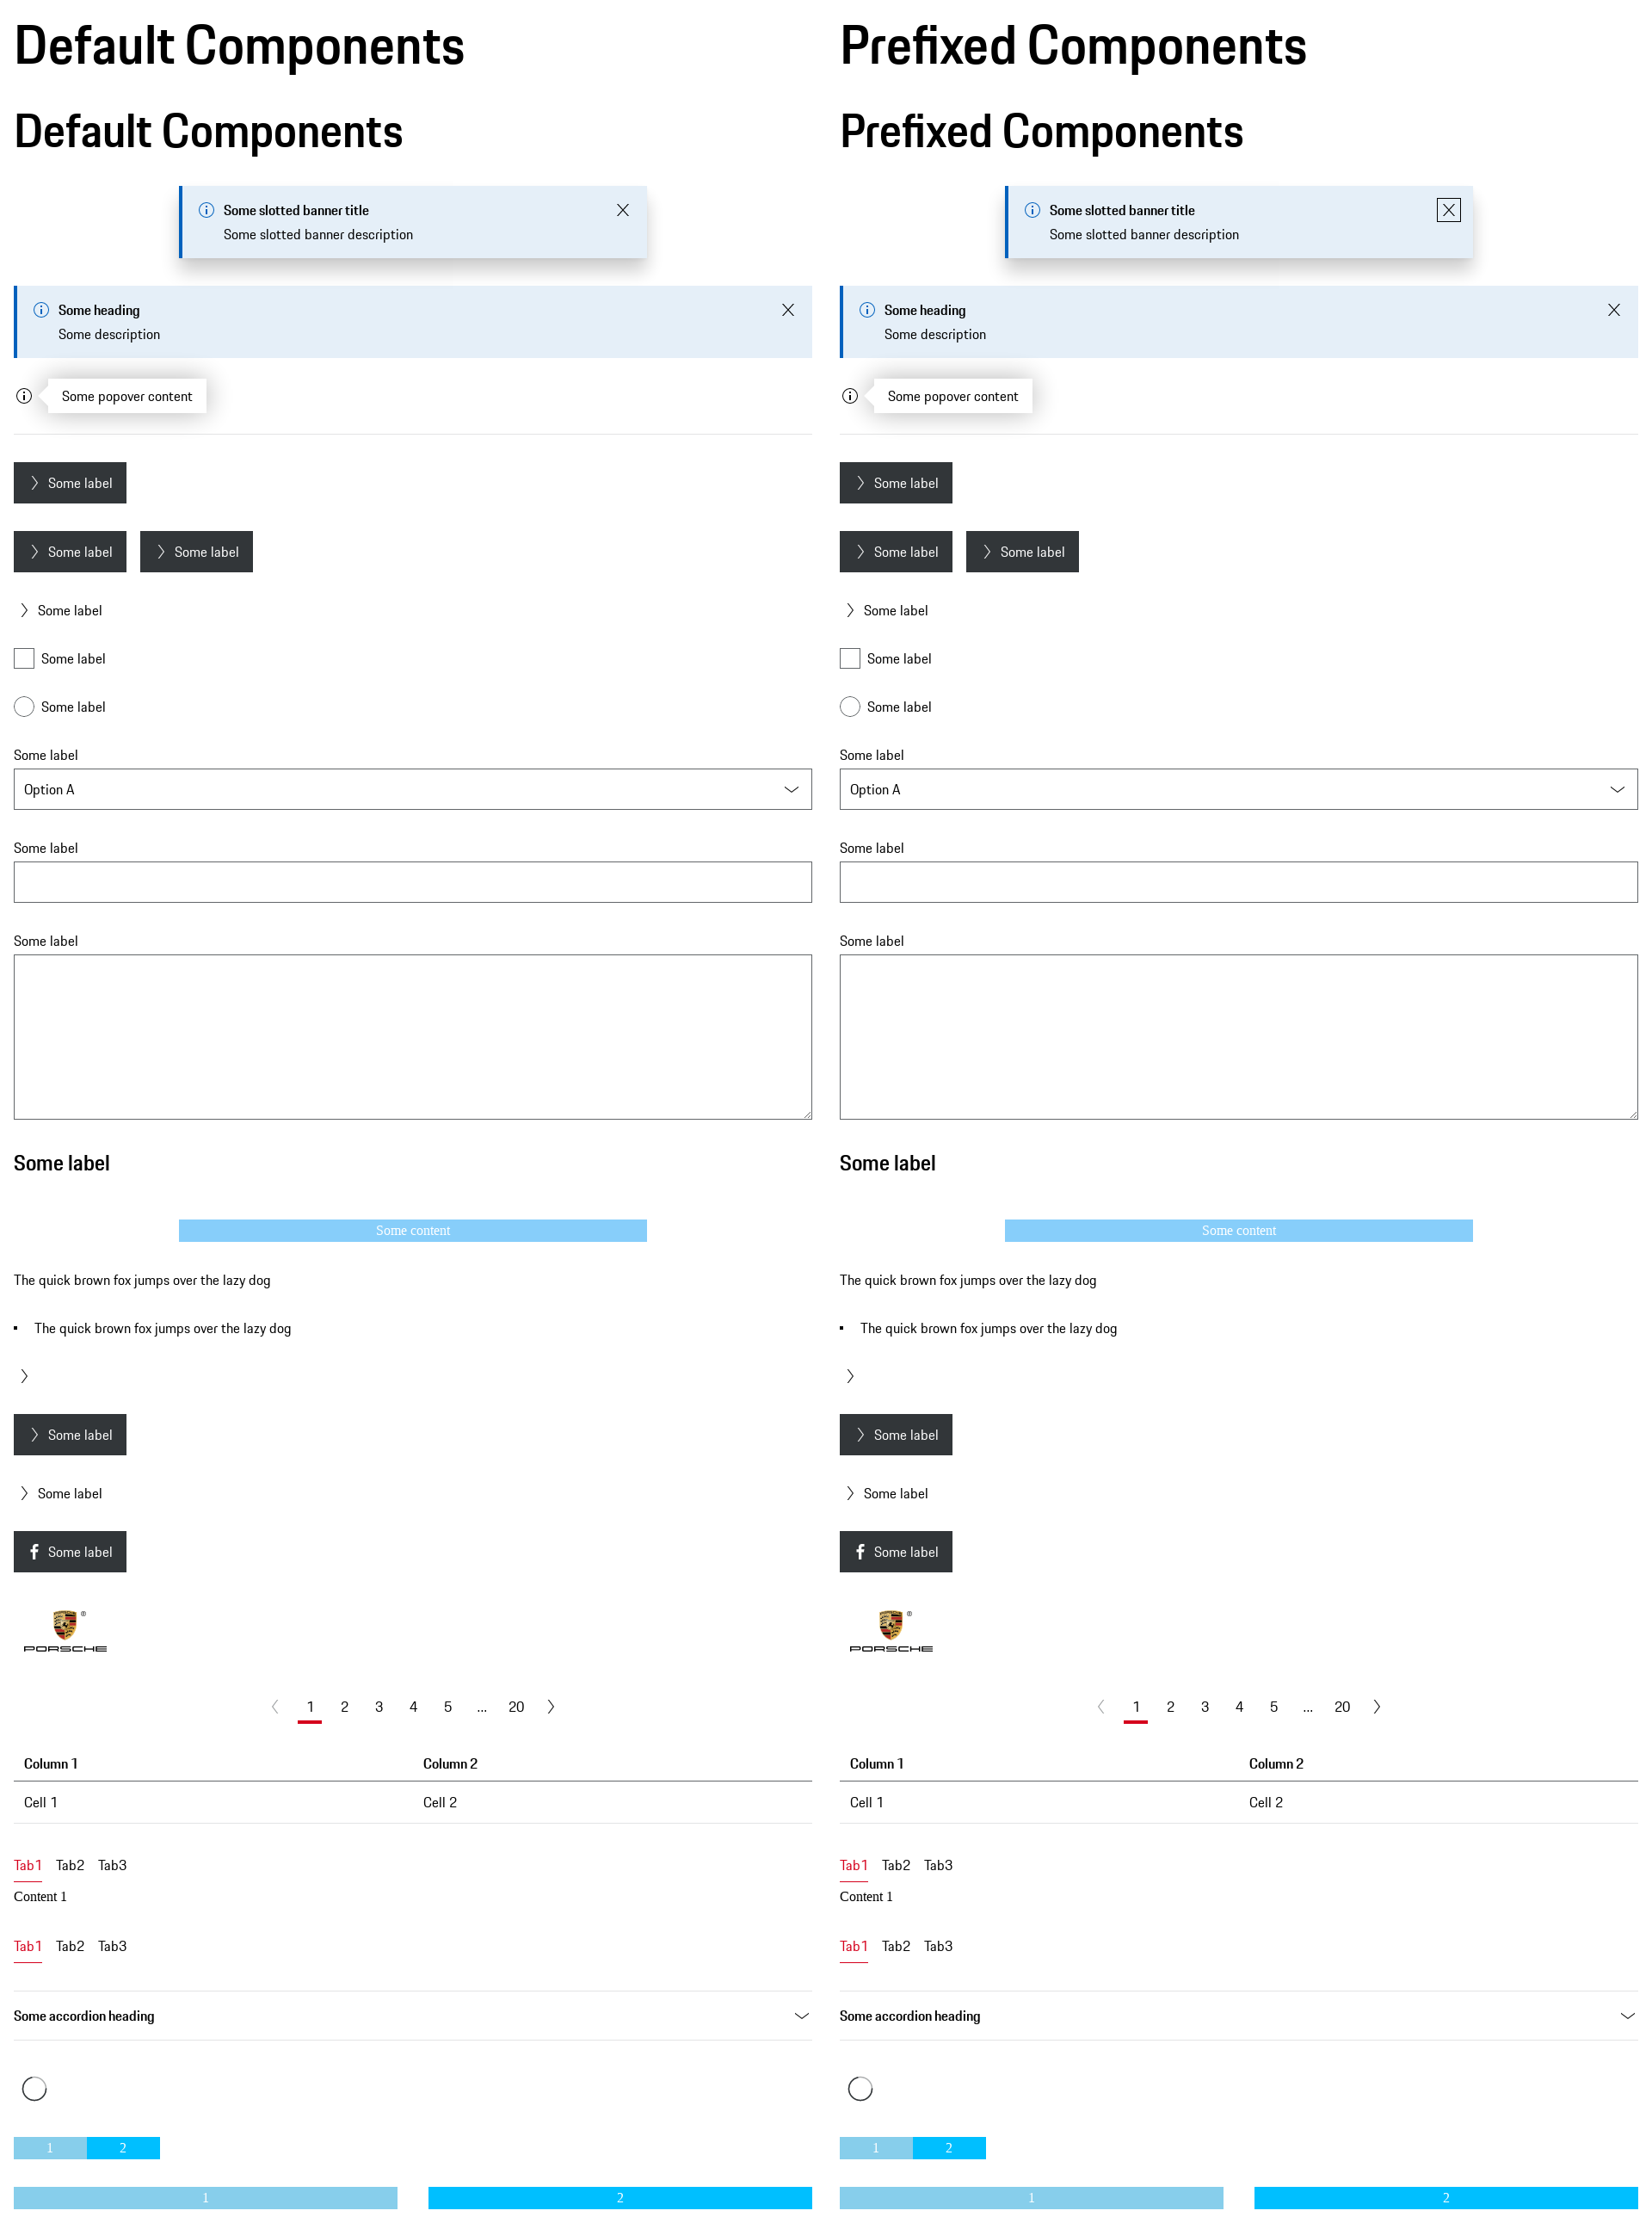 Default Components
Default Components
Some slotted banner title
Some slotted banner description
Some heading
Some description
Some popover content
Some label
Some label Some label
Some label
Some label
Some label
Some label
Option A
Some label
Some label
Some label
Some content
The quick brown fox jumps over the lazy dog
The quick brown fox jumps over the lazy dog
Some label
Some label
Some label
PORSCHE
1 2 3 4 5 ... 20
Column 1 Column 2
Cell 1 Cell 2
Tab1 Tab2 Tab3
Content 1
Tab1 Tab2 Tab3
Some accordion heading
1 2
1 2
Prefixed Components
Prefixed Components
Some slotted banner title
Some slotted banner description
Some heading
Some description
Some popover content
Some label
Some label Some label
Some label
Some label
Some label
Some label
Option A
Some label
Some label
Some label
Some content
The quick brown fox jumps over the lazy dog
The quick brown fox jumps over the lazy dog
Some label
Some label
Some label
PORSCHE
1 2 3 4 5 ... 20
Column 1 Column 2
Cell 1 Cell 2
Tab1 Tab2 Tab3
Content 1
Tab1 Tab2 Tab3
Some accordion heading
1 2
1 2